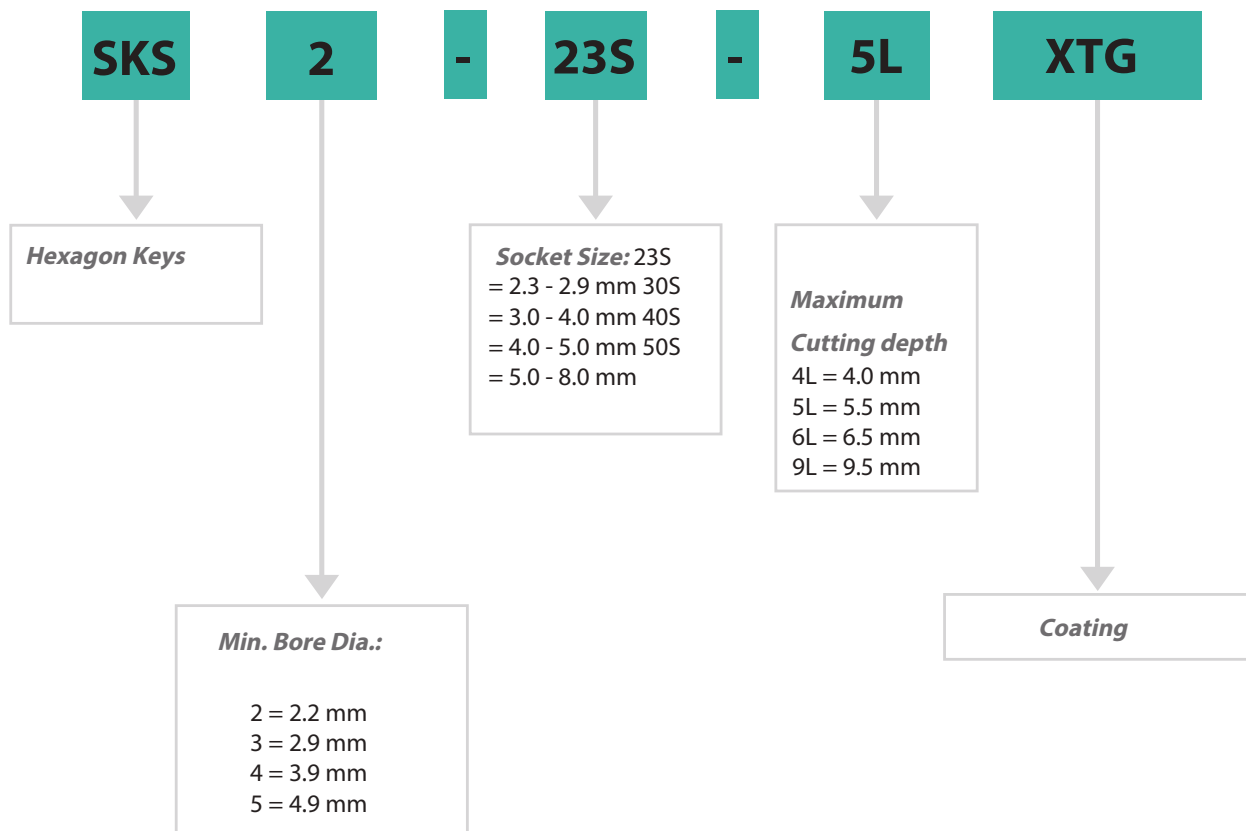 SKS 2 - 23S - 5L XTG
Hexagon Keys
Socket Size: 23S
= 2.3 - 2.9 mm 30S
= 3.0 - 4.0 mm 40S
= 4.0 - 5.0 mm 50S
= 5.0 - 8.0 mm
Maximum
Cutting depth
4L = 4.0 mm
5L = 5.5 mm
6L = 6.5 mm
9L = 9.5 mm
Min. Bore Dia.:
2 = 2.2 mm
3 = 2.9 mm
4 = 3.9 mm
5 = 4.9 mm
Coating